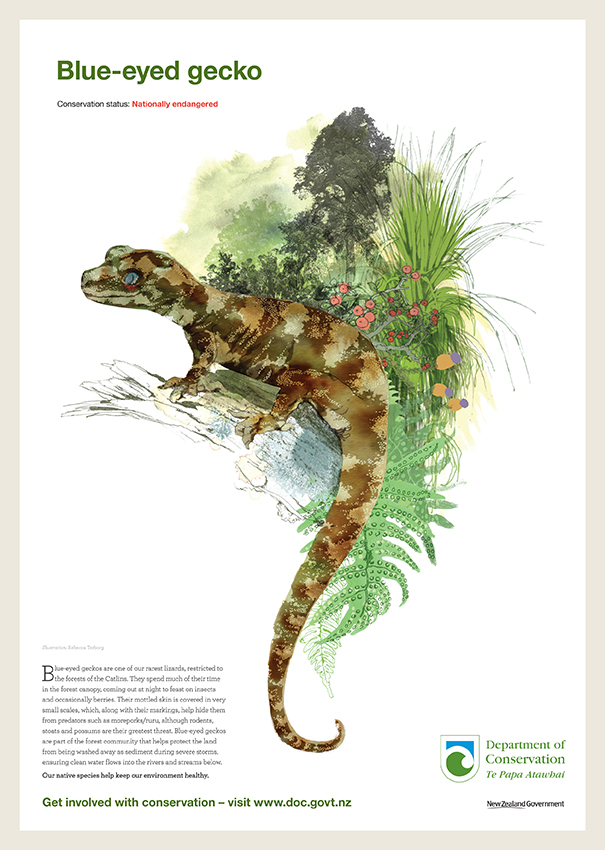 Blue-eyed gecko
Conservation status: Nationally endangered
Illustration: Rebecca
Blue-eyed geckos are one of our rarest lizards, restricted to
the forests of the Catlins. They spend much of their time
in the forest canopy, coming out at night to feast on insects
and occasionally berries. Their mottled skin is covered in very
small scales, which, along with their markings, help hide them
from predators such as moreporks/ruru, although rodents,
stoats and possums are their greatest threat. Blue-eyed geckos
are part of the forest community that helps protect the land
from being washed away as sediment during severe storms,
ensuring clean water flows into the rivers and streams below.
Our native species help keep our environment healthy.
Get involved with conservation – visit www.doc.govt.nz
Department of
Conservation
Te Papa Atawhai
New Zealand Government